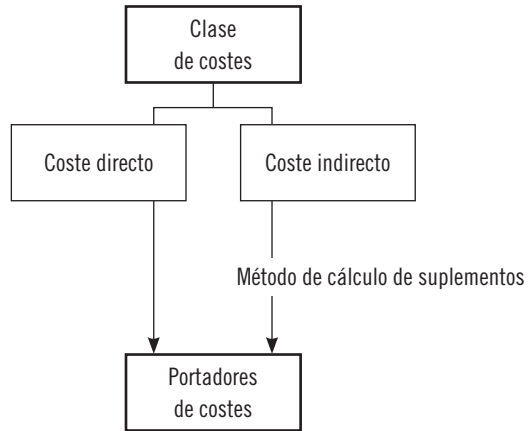 Clase
de costes
Coste directo
Coste indirecto
Método de cálculo de suplementos
Portadores
de costes